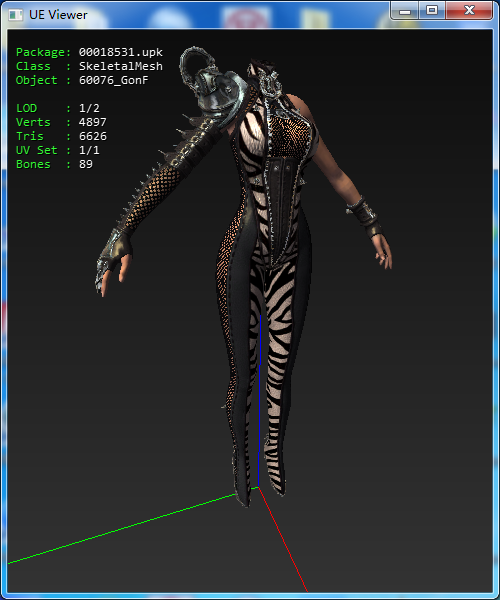 UE Viewer
Package: 00018531.upk
Class : SkeletalMesh
Object : 60076_GonF
LOD : 1/2
Verts : 4897
Tris : 6626
UV Set : 1/1
Bones : 89